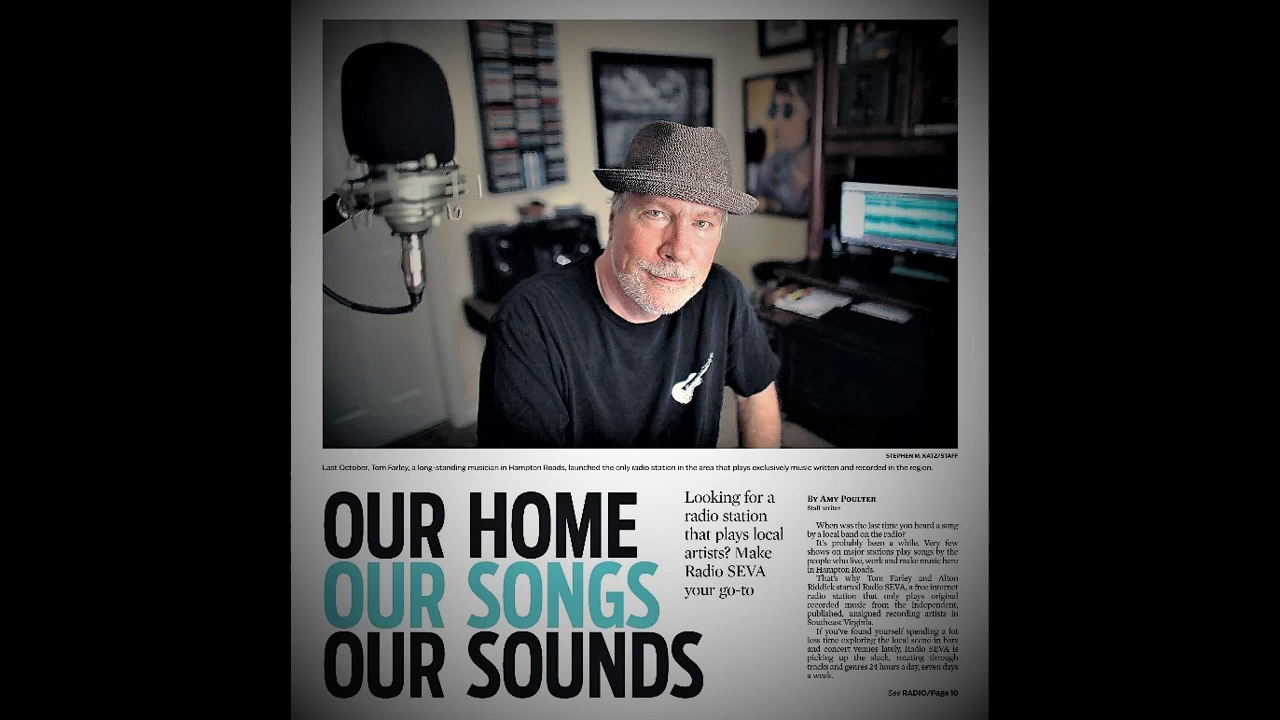 STEPHEN M. KATZ/STAFF
Last October, Tom Farley, a long-standing musician in Hampton Roads, launched the only radio station in the area that plays exclusively music written and recorded in the region.
OUR HOME
OUR SONGS
OUR SOUNDS
Looking for a
radio station
that plays local
artists? Make
Radio SEVA
your go-to
BY AMY POULTER
Staff writer
When was the last time you heard a song
by a local band on the radio?
It's probably been a while. Very few
shows on major stations play songs by the
people who live, work and make music here
in Hampton Roads.
That's why Tom Farley and Alton
Riddick started Radio SEVA, a free internet
radio station that only plays original
recorded music from the independent,
published, unsigned recording artists in
Southeast Virginia.
If you've found yourself spending a lot
less time exploring the local scene in bars
and concert venues lately, Radio SEVA is
picking up the slack, rotating through
tracks and genres 24 hours a day, seven days
a week.
See RADIO/Page 10